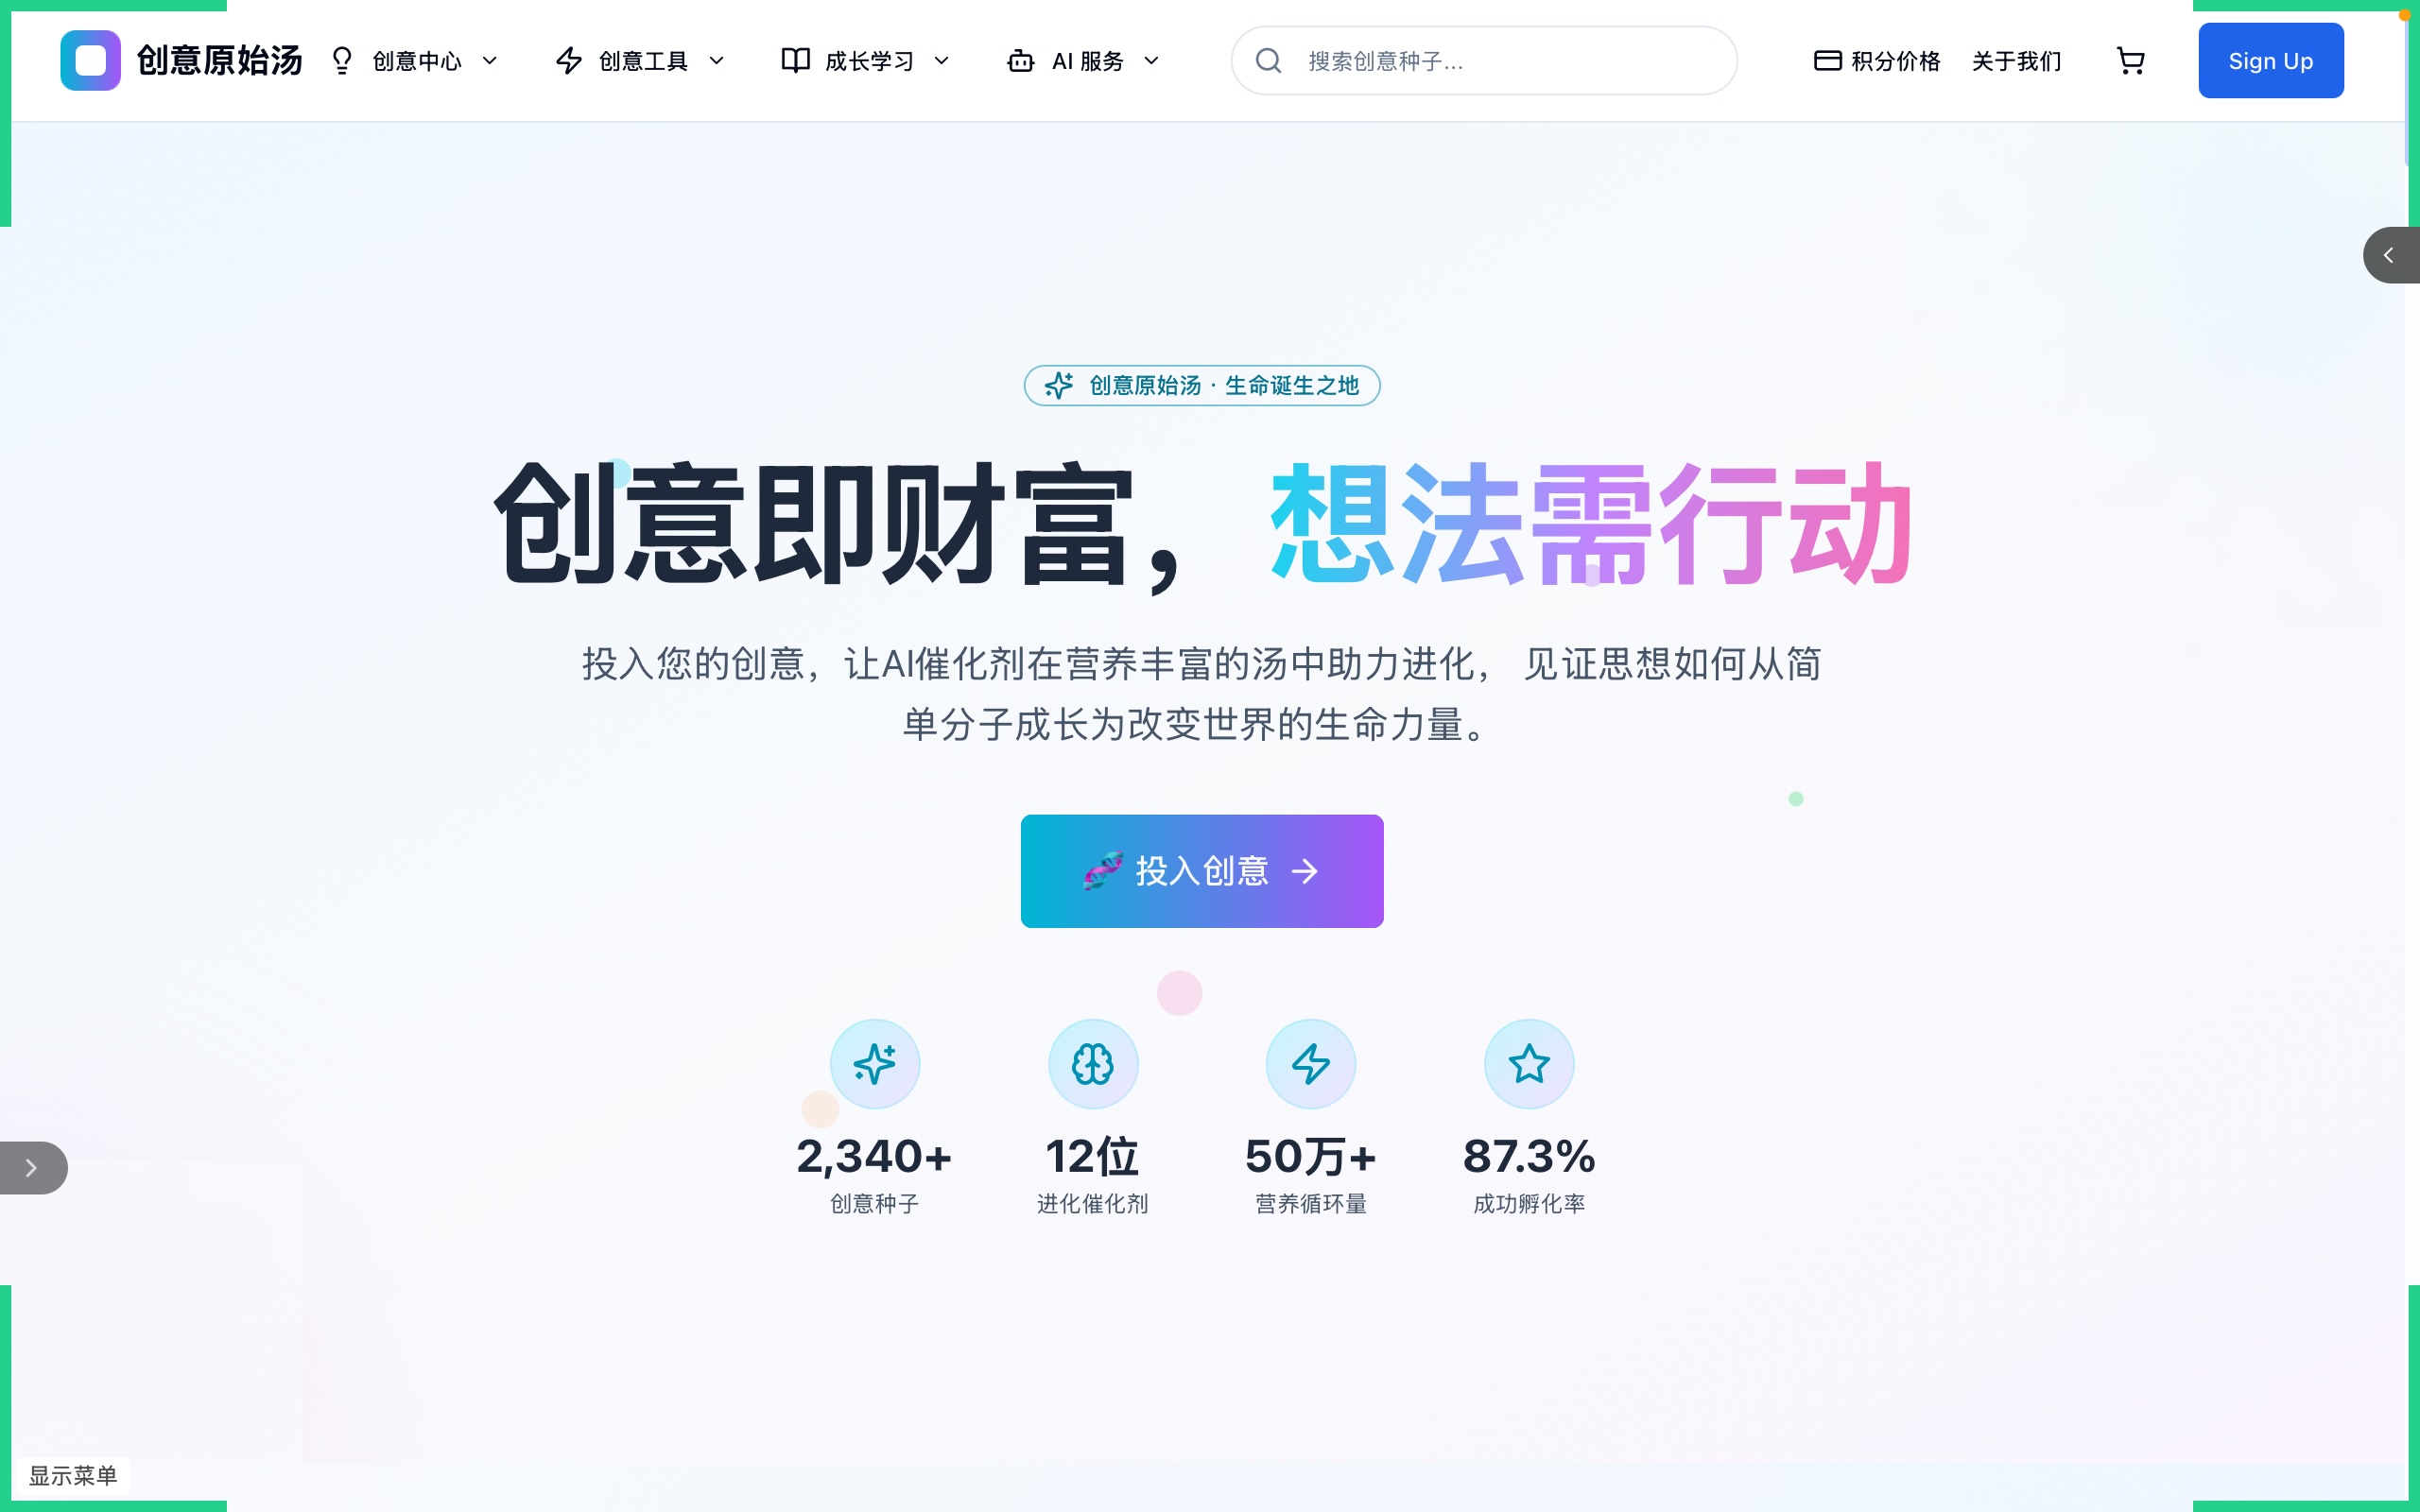 创意原始汤
创意中心
创意工具
成长学习
AI 服务
搜索创意种子...
积分价格
关于我们
Sign Up
创意原始汤 · 生命诞生之地
创意即财富， 想法需行动
投入您的创意，让AI催化剂在营养丰富的汤中助力进化， 见证思想如何从简
单分子成长为改变世界的生命力量。
🧬 投入创意 →
2,340+
创意种子
12位
进化催化剂
50万+
营养循环量
87.3%
成功孵化率
显示菜单